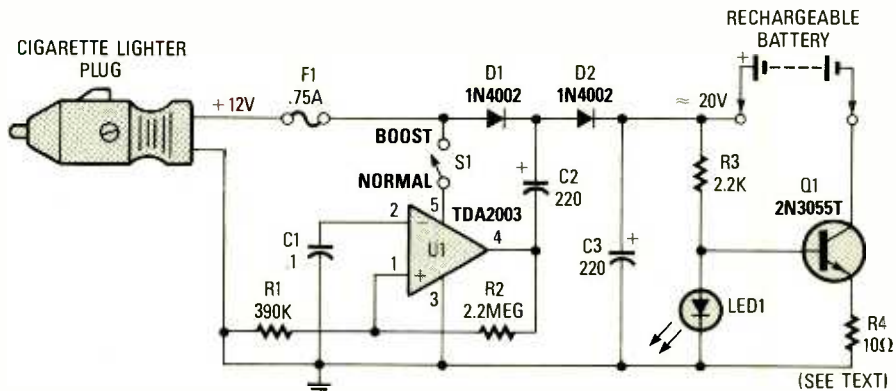 CIGARETTE LIGHTER
PLUG
+12V
F1
.75A
BOOST
S1
NORMAL
D1
1N4002
D2
1N4002
≈ 20V
RECHARGEABLE
BATTERY
+
+
C2
220
R3
2.2K
Q1
2N3055T
C1
1
2
5
TDA2003
−
U1
4
1
+
3
+
C3
220
R1
390K
R2
2.2MEG
LED1
R4
10Ω
(SEE TEXT)